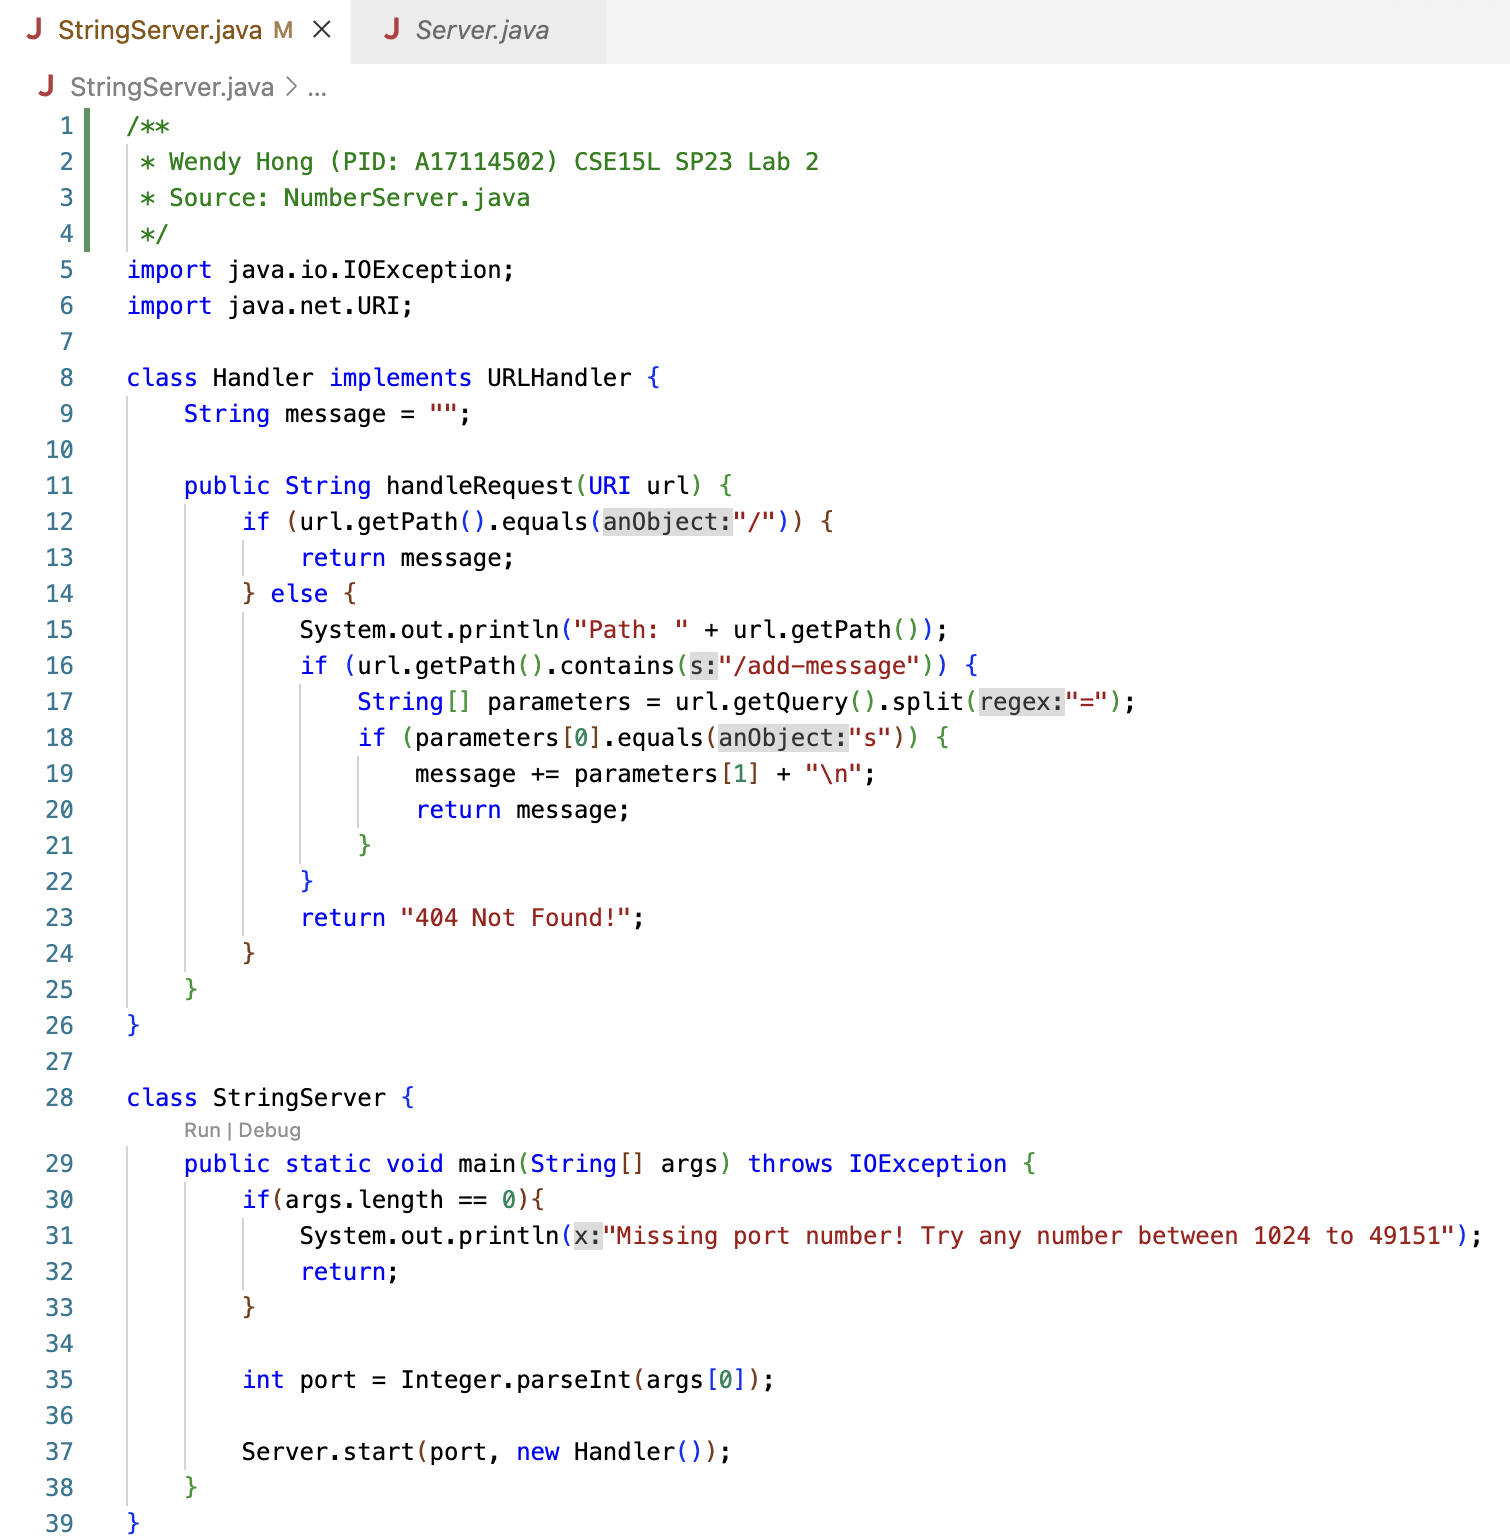 J StringServer.java M × J Server.java
J StringServer.java > ...
1 /**
2  * Wendy Hong (PID: A17114502) CSE15L SP23 Lab 2
3  * Source: NumberServer.java
4  */
5 import java.io.IOException;
6 import java.net.URI;
7
8 class Handler implements URLHandler {
9     String message = "";
10
11     public String handleRequest(URI url) {
12         if (url.getPath().equals(anObject:"/")) {
13             return message;
14         } else {
15             System.out.println("Path: " + url.getPath());
16             if (url.getPath().contains(s:"/add-message")) {
17                 String[] parameters = url.getQuery().split(regex:"=");
18                 if (parameters[0].equals(anObject:"s")) {
19                     message += parameters[1] + "\n";
20                     return message;
21                 }
22             }
23             return "404 Not Found!";
24         }
25     }
26 }
27
28 class StringServer {
Run | Debug
29     public static void main(String[] args) throws IOException {
30         if(args.length == 0){
31             System.out.println(x:"Missing port number! Try any number between 1024 to 49151");
32             return;
33         }
34
35         int port = Integer.parseInt(args[0]);
36
37         Server.start(port, new Handler());
38     }
39 }